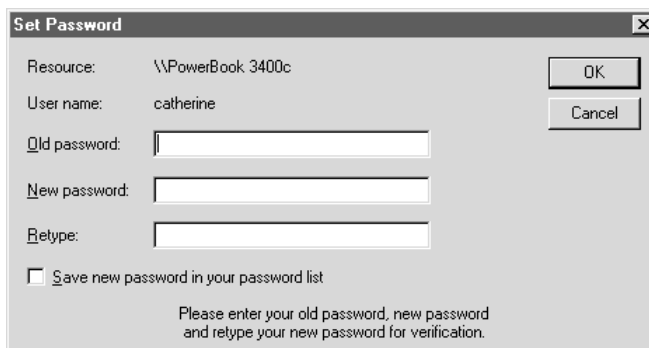 Set Password
Resource: \\PowerBook 3400c
OK
User name: catherine
Cancel
Old password:
New password:
Retype:
Save new password in your password list
Please enter your old password, new password
and retype your new password for verification.